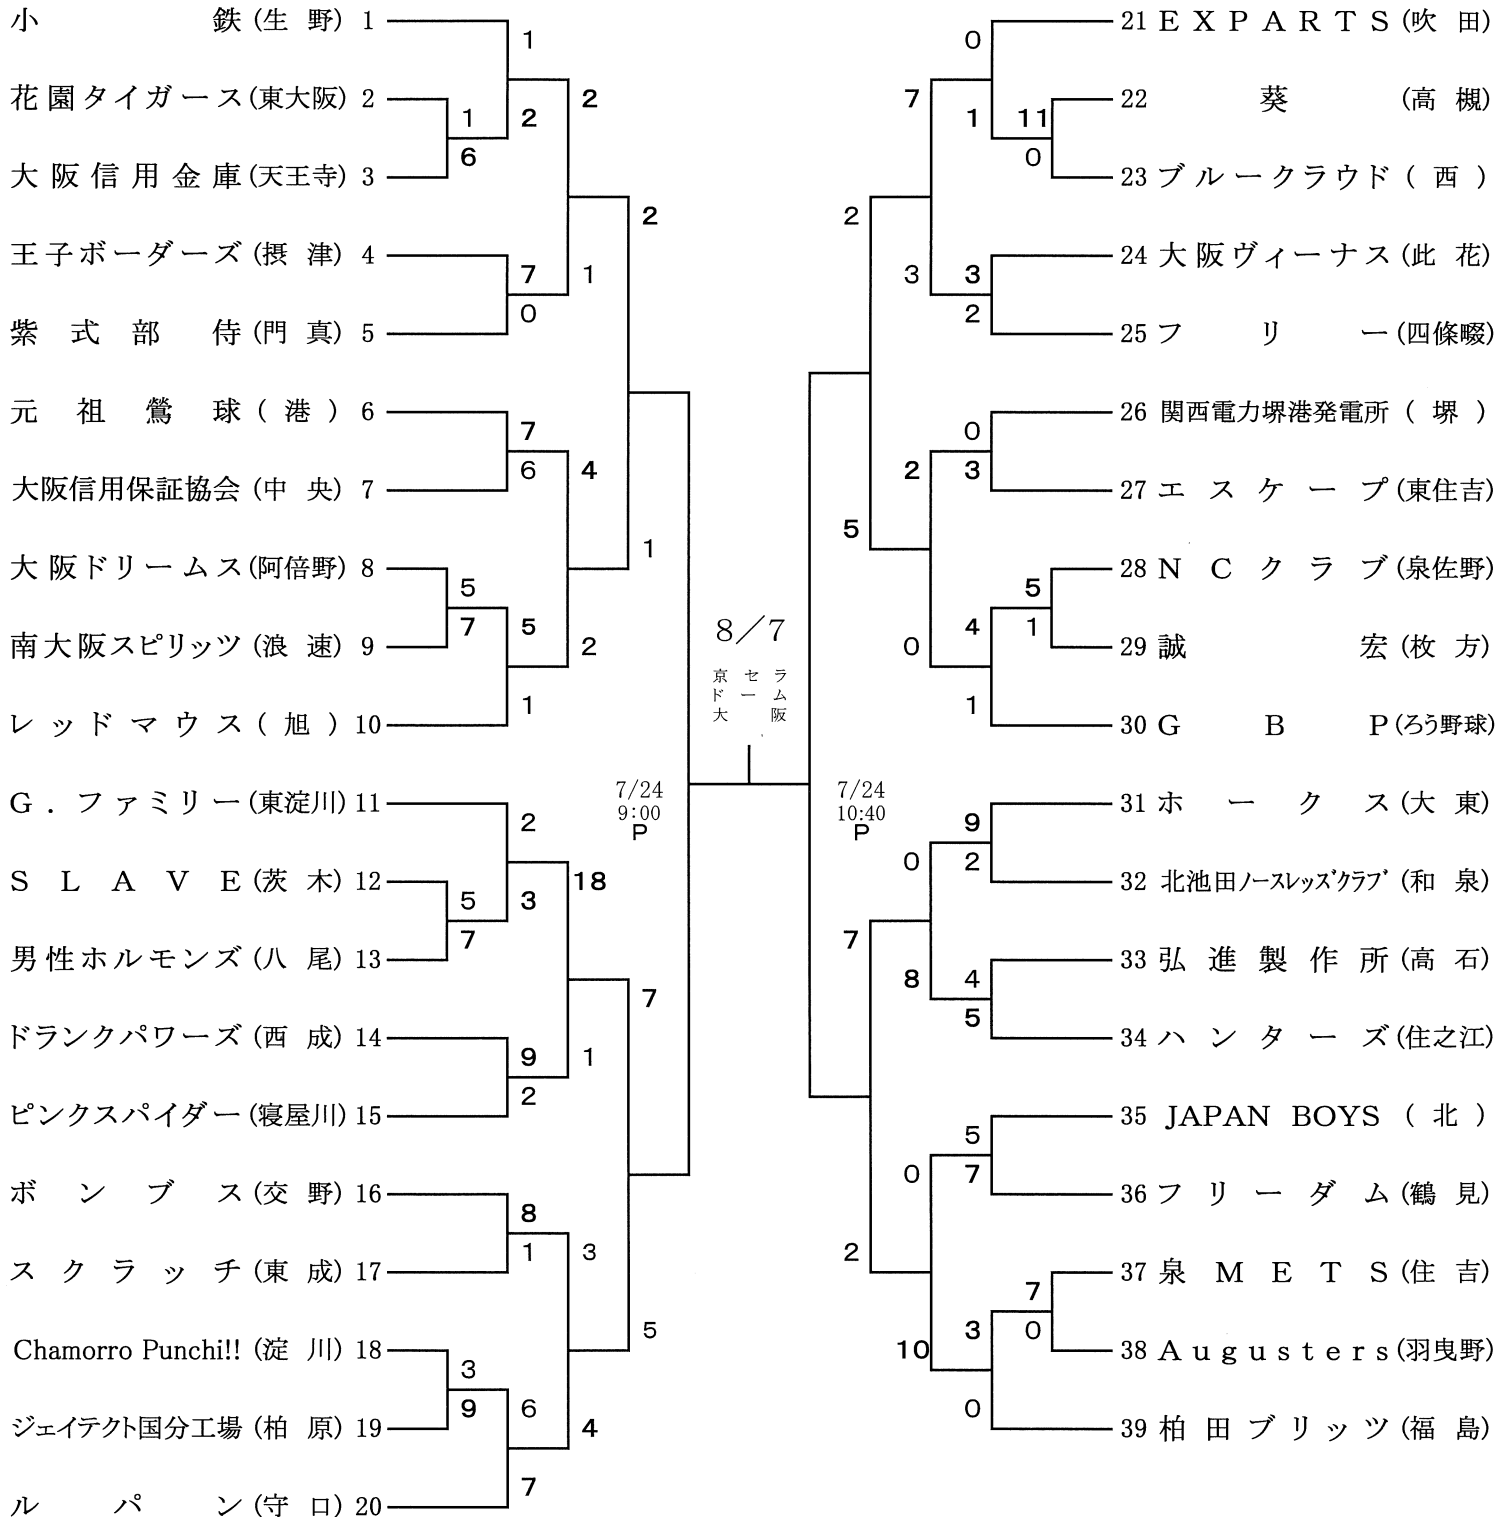 小鉄(生野) 1
1
2
花園タイガース(東大阪) 2
1
2
6
大阪信用金庫(天王寺) 3
2
王子ボーダーズ(摂津) 4
7
1
0
紫式部侍(門真) 5
元祖鶯球(港) 6
7
6
4
大阪信用保証協会(中央) 7
1
大阪ドリームス(阿倍野) 8
5
7
5
2
南大阪スピリッツ(浪速) 9
1
レッドマウス(旭) 10
G.ファミリー(東淀川) 11
2
18
SLAVE(茨木) 12
5
3
7
男性ホルモンズ(八尾) 13
7
ドランクパワーズ(西成) 14
9
1
2
ピンクスパイダー(寝屋川) 15
ボンブス(交野) 16
8
1
3
スクラッチ(東成) 17
5
Chamorro Punchi!! (淀川) 18
3
9
6
4
ジェイテクト国分工場(柏原) 19
7
ルパン(守口) 20
7/24
9:00
P
8/7
京セラ
ドーム
大阪
7/24
10:40
P
21 EXPARTS(吹田)
0
7
1
11
22 葵(高槻)
0
23 ブルークラウド(西)
2
24 大阪ヴィーナス(此花)
3
3
2
25 フリー(四條畷)
26 関西電力堺港発電所(堺)
0
2
3
27 エスケープ(東住吉)
5
28 NCクラブ(泉佐野)
5
4
1
0
29 誠宏(枚方)
1
30 GBP(ろう野球)
31 ホークス(大東)
9
0
2
32 北池田ノースレッズクラブ(和泉)
7
33 弘進製作所(高石)
8
4
5
34 ハンターズ(住之江)
35 JAPAN BOYS (北)
5
0
7
36 フリーダム(鶴見)
2
37 泉METS(住吉)
7
3
0
10
38 Augusters(羽曳野)
0
39 柏田ブリッツ(福島)